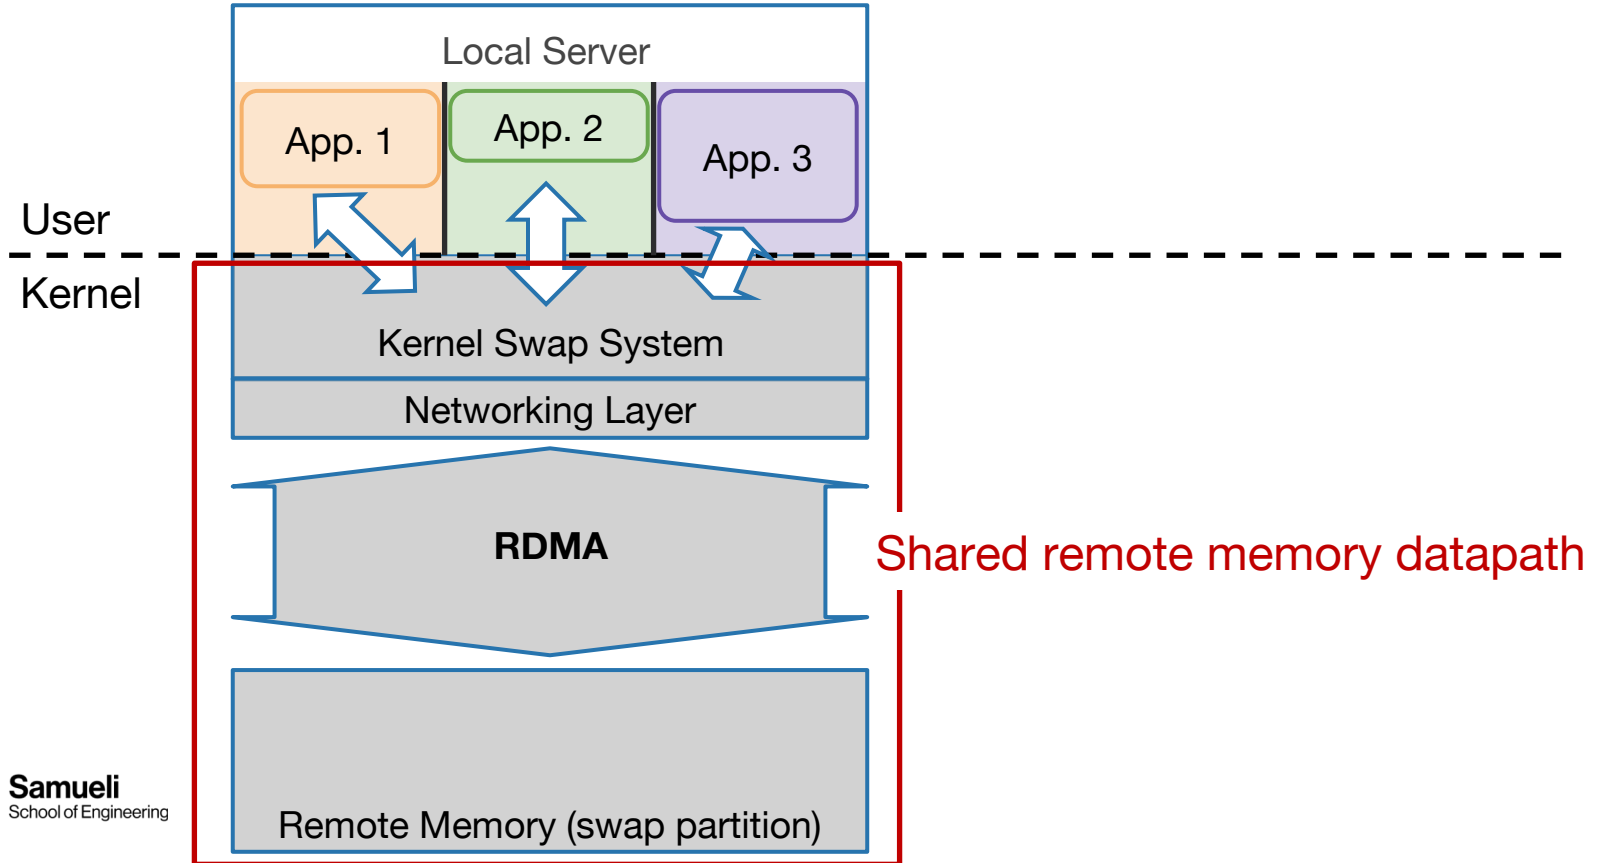 Local Server
App. 1
App. 2
App. 3
User
Kernel
Kernel Swap System
Networking Layer
RDMA
Shared remote memory datapath
Remote Memory (swap partition)
Samueli
School of Engineering